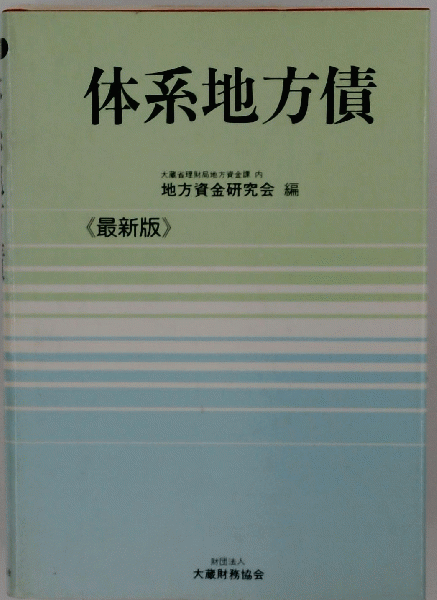 体系地方債
大蔵省理財局地方資金課 内
地方資金研究会 編
《最新版》
財団法人
大蔵財務協会